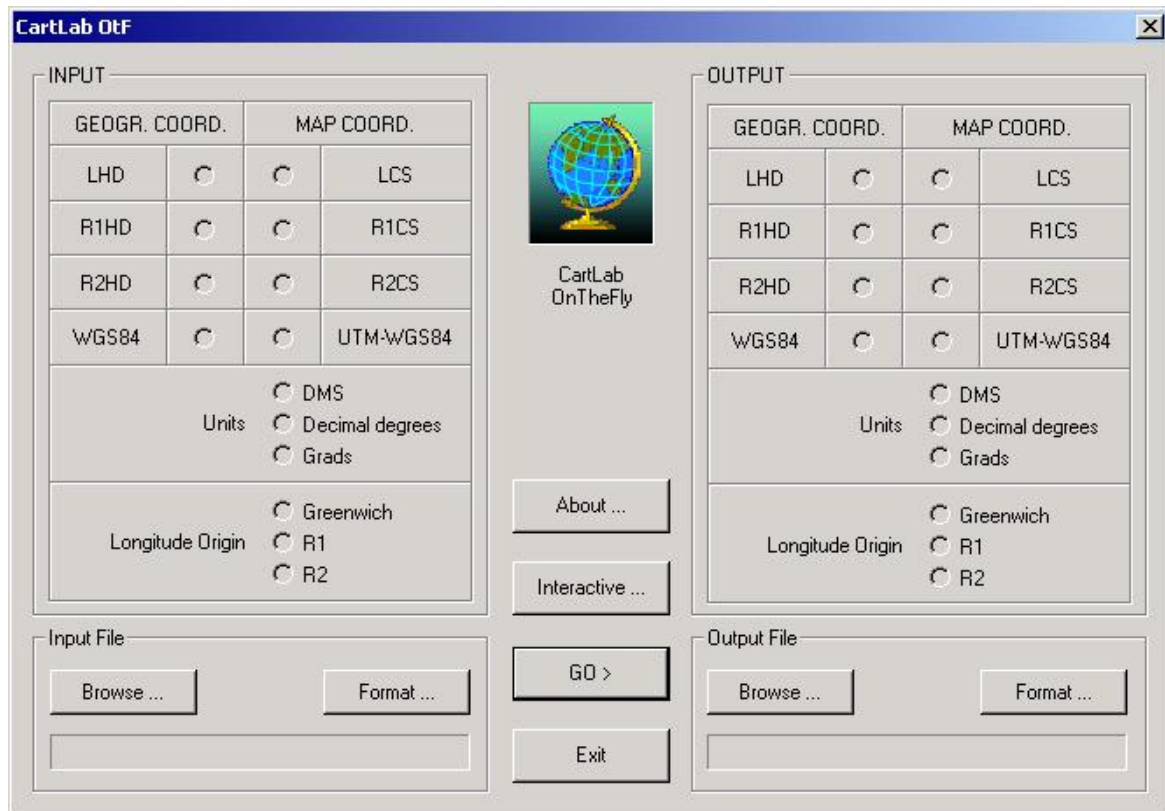 CartLab OtF
INPUT
GEOGR. COORD. MAP COORD.
LHD LCS
R1HD R1CS
R2HD R2CS
WGS84 UTM-WGS84
Units
DMS
Decimal degrees
Grads
Longitude Origin
Greenwich
R1
R2
Input File
Browse ... Format ...
CartLab
OnTheFly
About ...
Interactive ...
GO >
Exit
OUTPUT
GEOGR. COORD. MAP COORD.
LHD LCS
R1HD R1CS
R2HD R2CS
WGS84 UTM-WGS84
Units
DMS
Decimal degrees
Grads
Longitude Origin
Greenwich
R1
R2
Output File
Browse ... Format ...